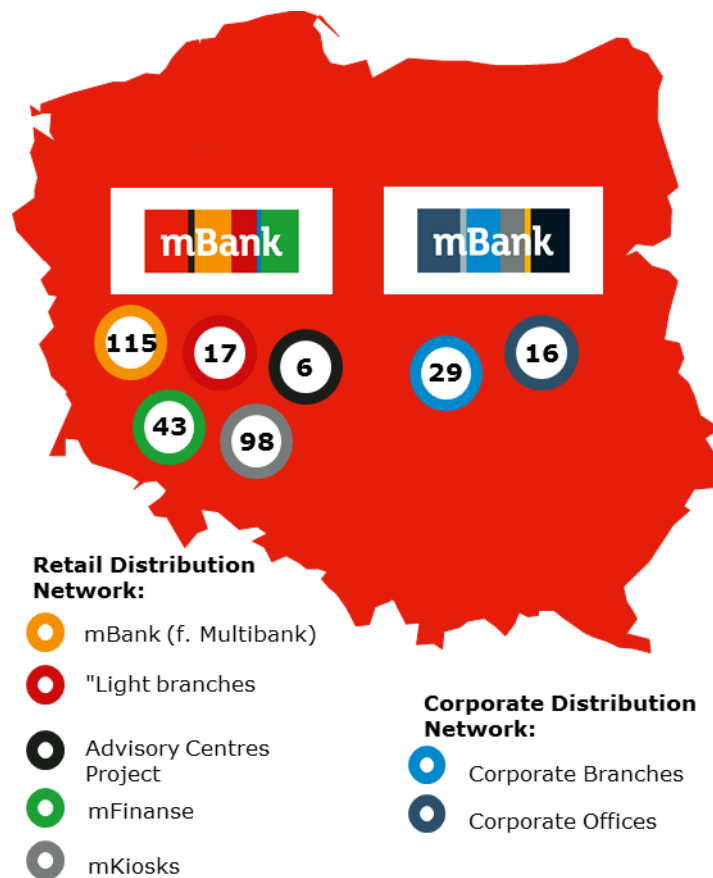 mBank
mBank
115
17
6
43
98
29
16
Retail Distribution
Network:
mBank (f. Multibank)
"Light branches
Advisory Centres
Project
mFinanse
mKiosks
Corporate Distribution
Network:
Corporate Branches
Corporate Offices